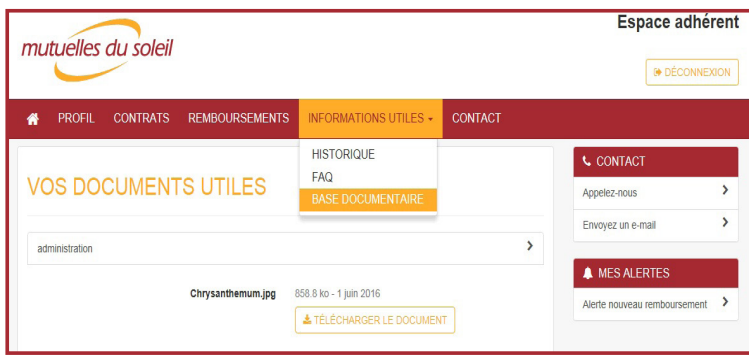 Espace adhérent
mutuelles du soleil
DÉCONNEXION
PROFIL CONTRATS REMBOURSEMENTS INFORMATIONS UTILES CONTACT
HISTORIQUE
FAQ
BASE DOCUMENTAIRE
VOS DOCUMENTS UTILES
administration
Chrysanthemum.jpg 858.8 ko - 1 juin 2016
TÉLÉCHARGER LE DOCUMENT
CONTACT
Appelez-nous
Envoyez un e-mail
MES ALERTES
Alerte nouveau remboursement